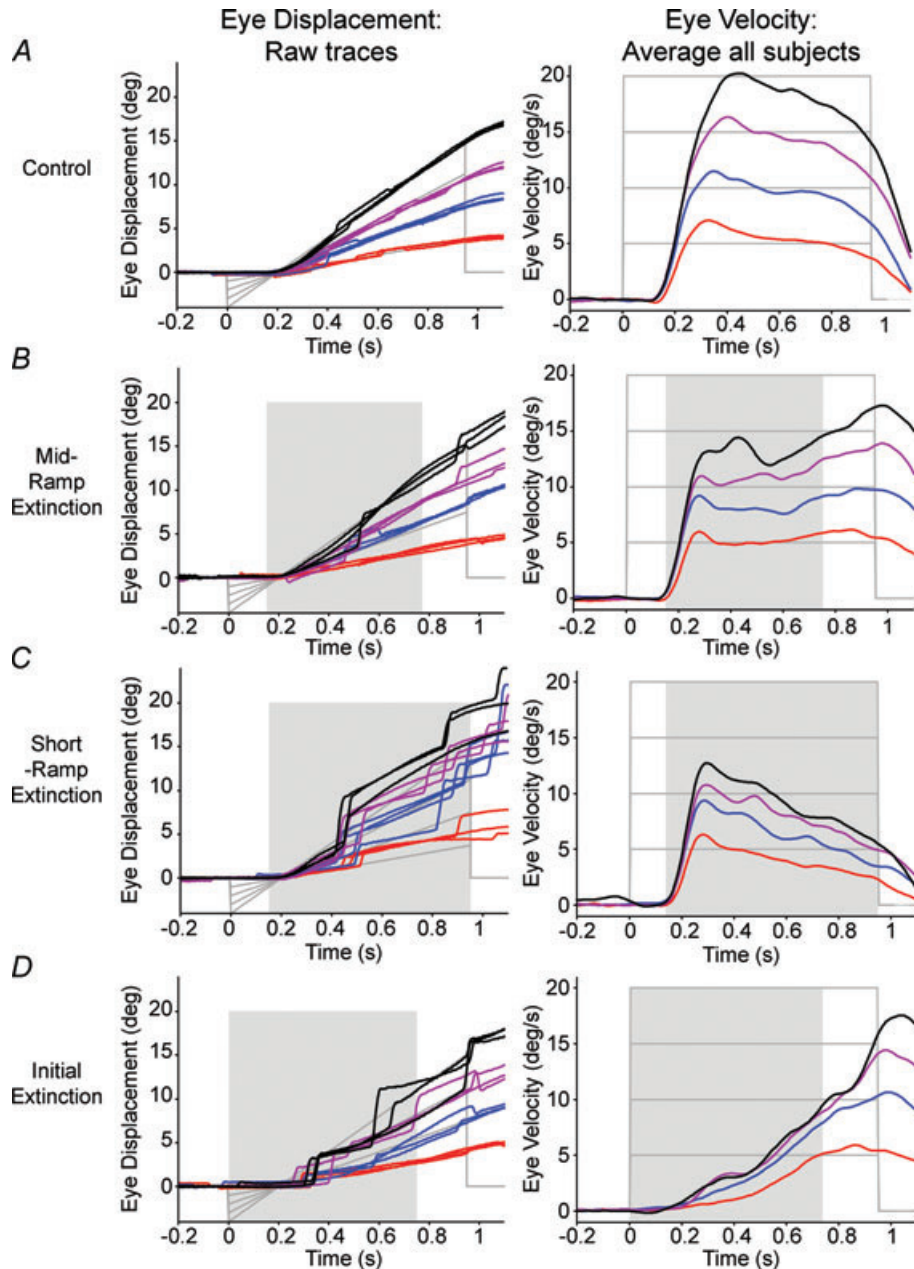 Eye Displacement:
Raw traces
Eye Velocity:
Average all subjects
A
Control
Eye Displacement (deg)
20
15
10
5
0
-0.2 0 0.2 0.4 0.6 0.8 1
Time (s)
Eye Velocity (deg/s)
20
15
10
5
0
-0.2 0 0.2 0.4 0.6 0.8 1
Time (s)
B
Mid-
Ramp
Extinction
Eye Displacement (deg)
20
15
10
5
0
-0.2 0 0.2 0.4 0.6 0.8 1
Time (s)
Eye Velocity (deg/s)
20
15
10
5
0
-0.2 0 0.2 0.4 0.6 0.8 1
Time (s)
C
Short
-Ramp
Extinction
Eye Displacement (deg)
20
15
10
5
0
-0.2 0 0.2 0.4 0.6 0.8 1
Time (s)
Eye Velocity (deg/s)
20
15
10
5
0
-0.2 0 0.2 0.4 0.6 0.8 1
Time (s)
D
Initial
Extinction
Eye Displacement (deg)
20
15
10
5
0
-0.2 0 0.2 0.4 0.6 0.8 1
Time (s)
Eye Velocity (deg/s)
20
15
10
5
0
-0.2 0 0.2 0.4 0.6 0.8 1
Time (s)